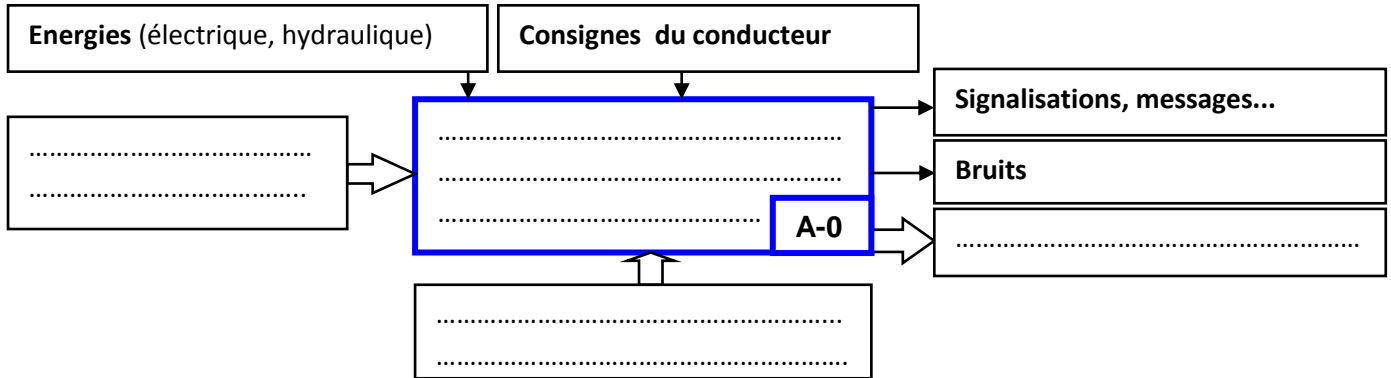 Energies (électrique, hydraulique)
Consignes du conducteur
Signalisations, messages...
……………………………………
…………………………………..
……………………………………………………
……………………………………………………
…………………………………………
A-0
Bruits
……………………………………………………
……………………………………………………..
…………………………………………………….